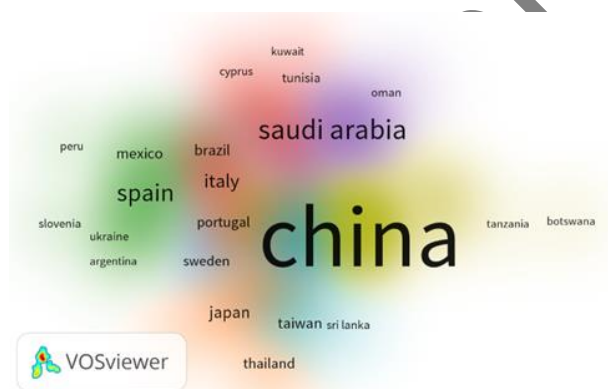 kuwait
cyprus
tunisia
oman
saudi arabia
peru
mexico
brazil
italy
spain
slovenia
ukraine
argentina
portugal
sweden
china
tanzania
botswana
japan
taiwan
sri lanka
thailand
VOSviewer